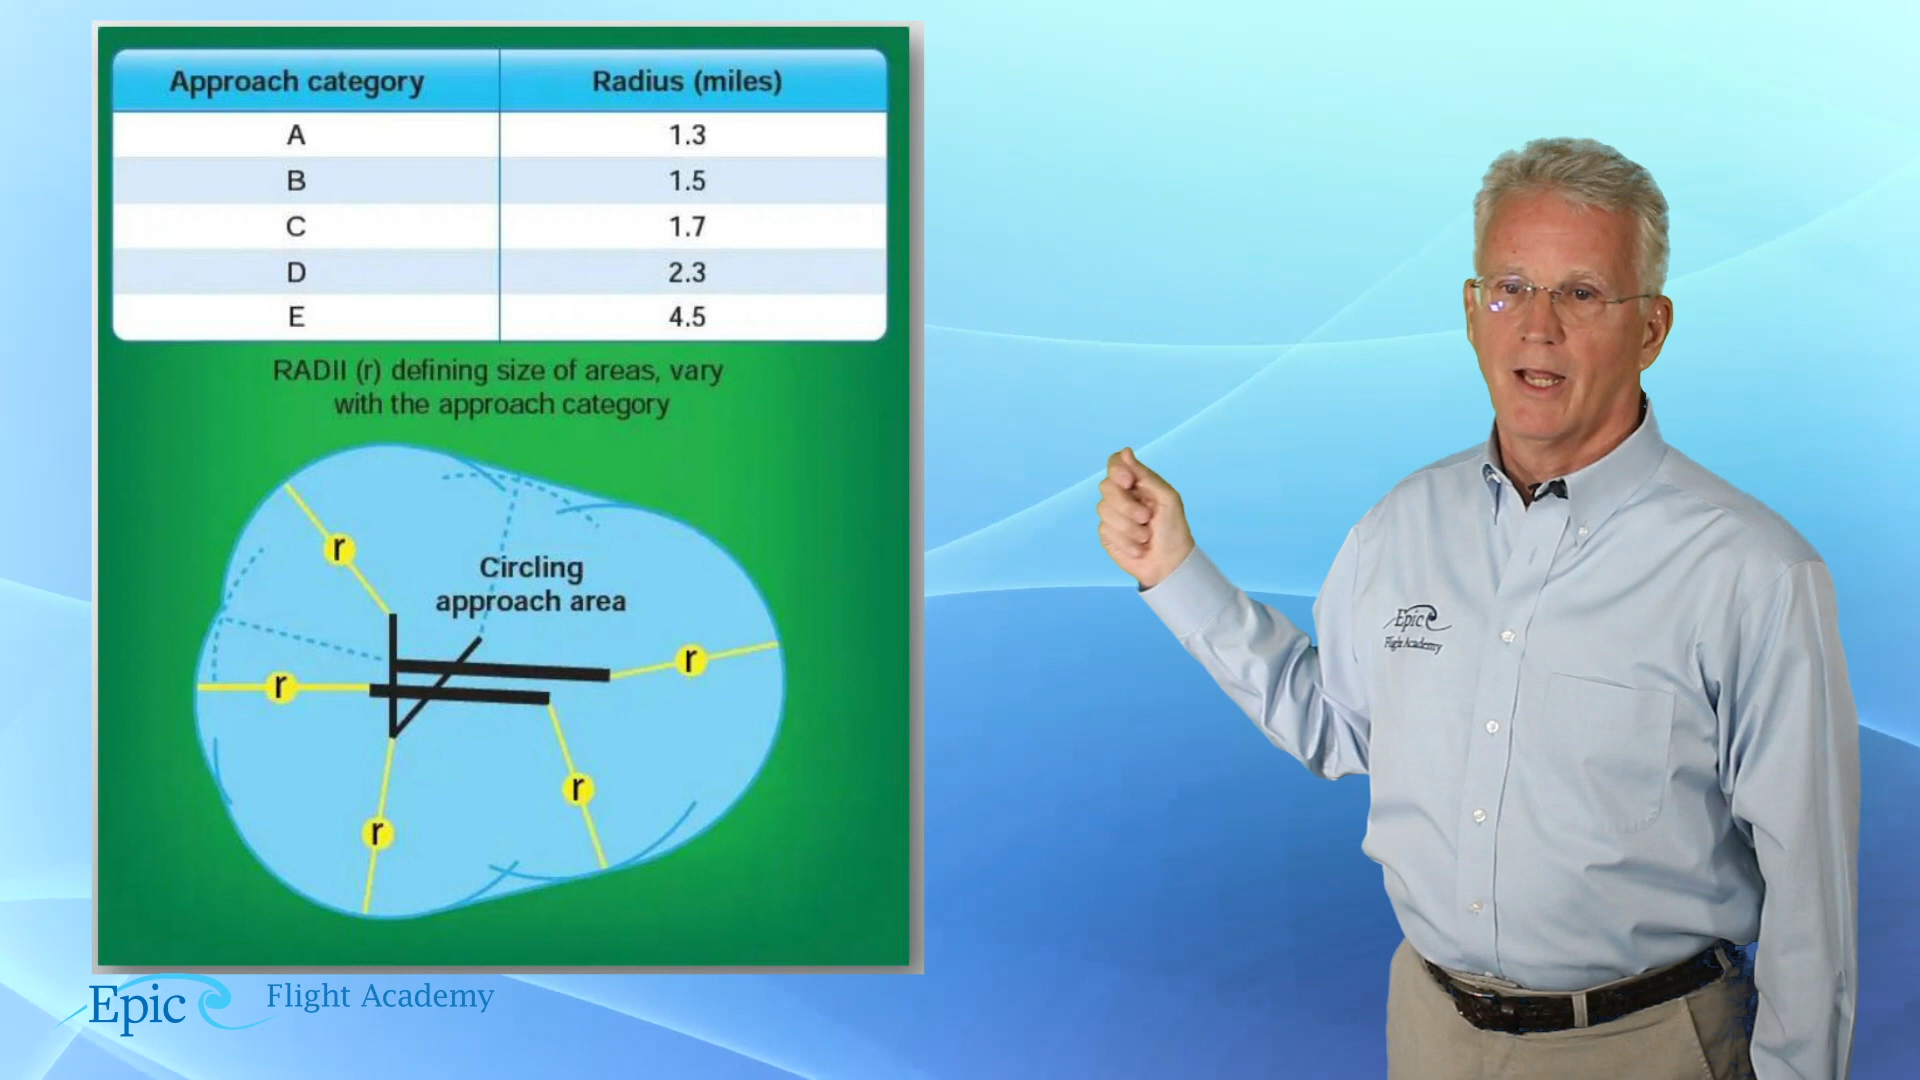 Approach category Radius (miles)
A 1.3
B 1.5
C 1.7
D 2.3
E 4.5
RADII (r) defining size of areas, vary
with the approach category
r
Circling
approach area
r
r
r
r
Epic
Flight Academy
Epic Flight Academy